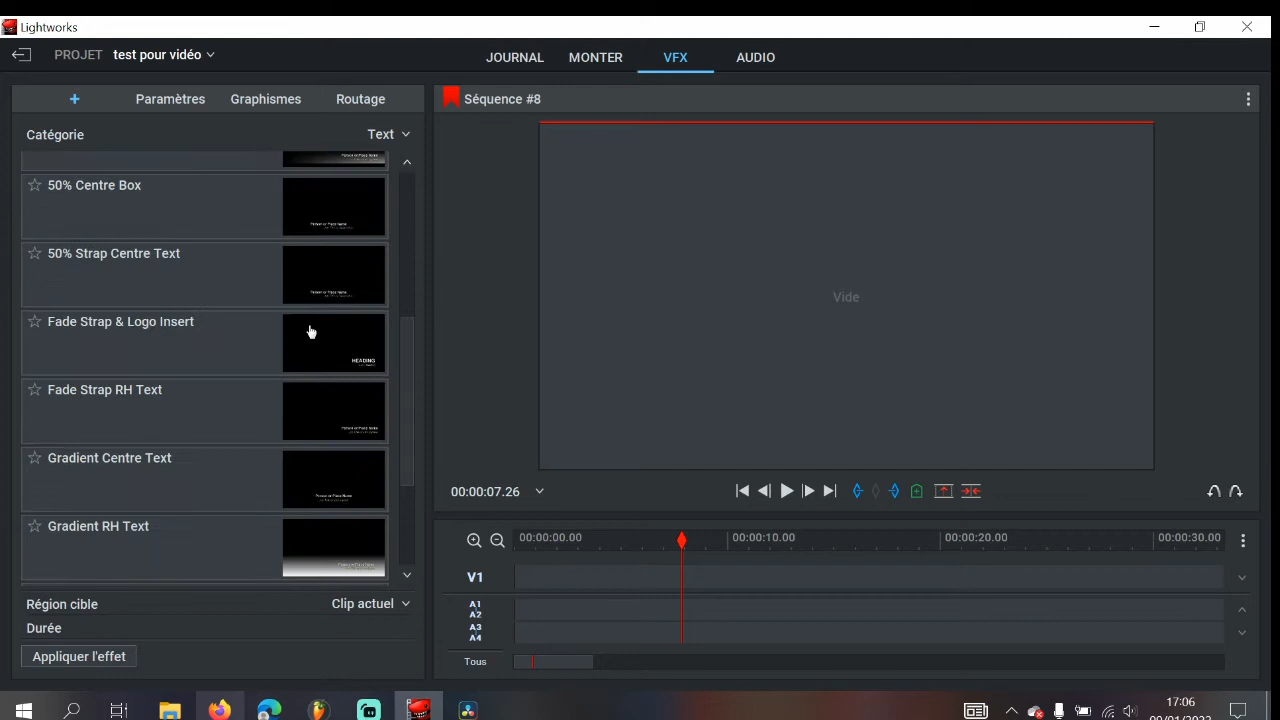 Lightworks
PROJET test pour vidéo
JOURNAL MONTER VFX AUDIO
+ Paramètres Graphismes Routage
Séquence #8
Catégorie Text
50% Centre Box
50% Strap Centre Text
Fade Strap & Logo Insert
HEADING
Fade Strap RH Text
Gradient Centre Text
Gradient RH Text
Vide
00:00:07.26
00:00:00.00 00:00:10.00 00:00:20.00 00:00:30.00
V1
A1
A2
A3
A4
Tous
Région cible Clip actuel
Durée
Appliquer l'effet
17:06